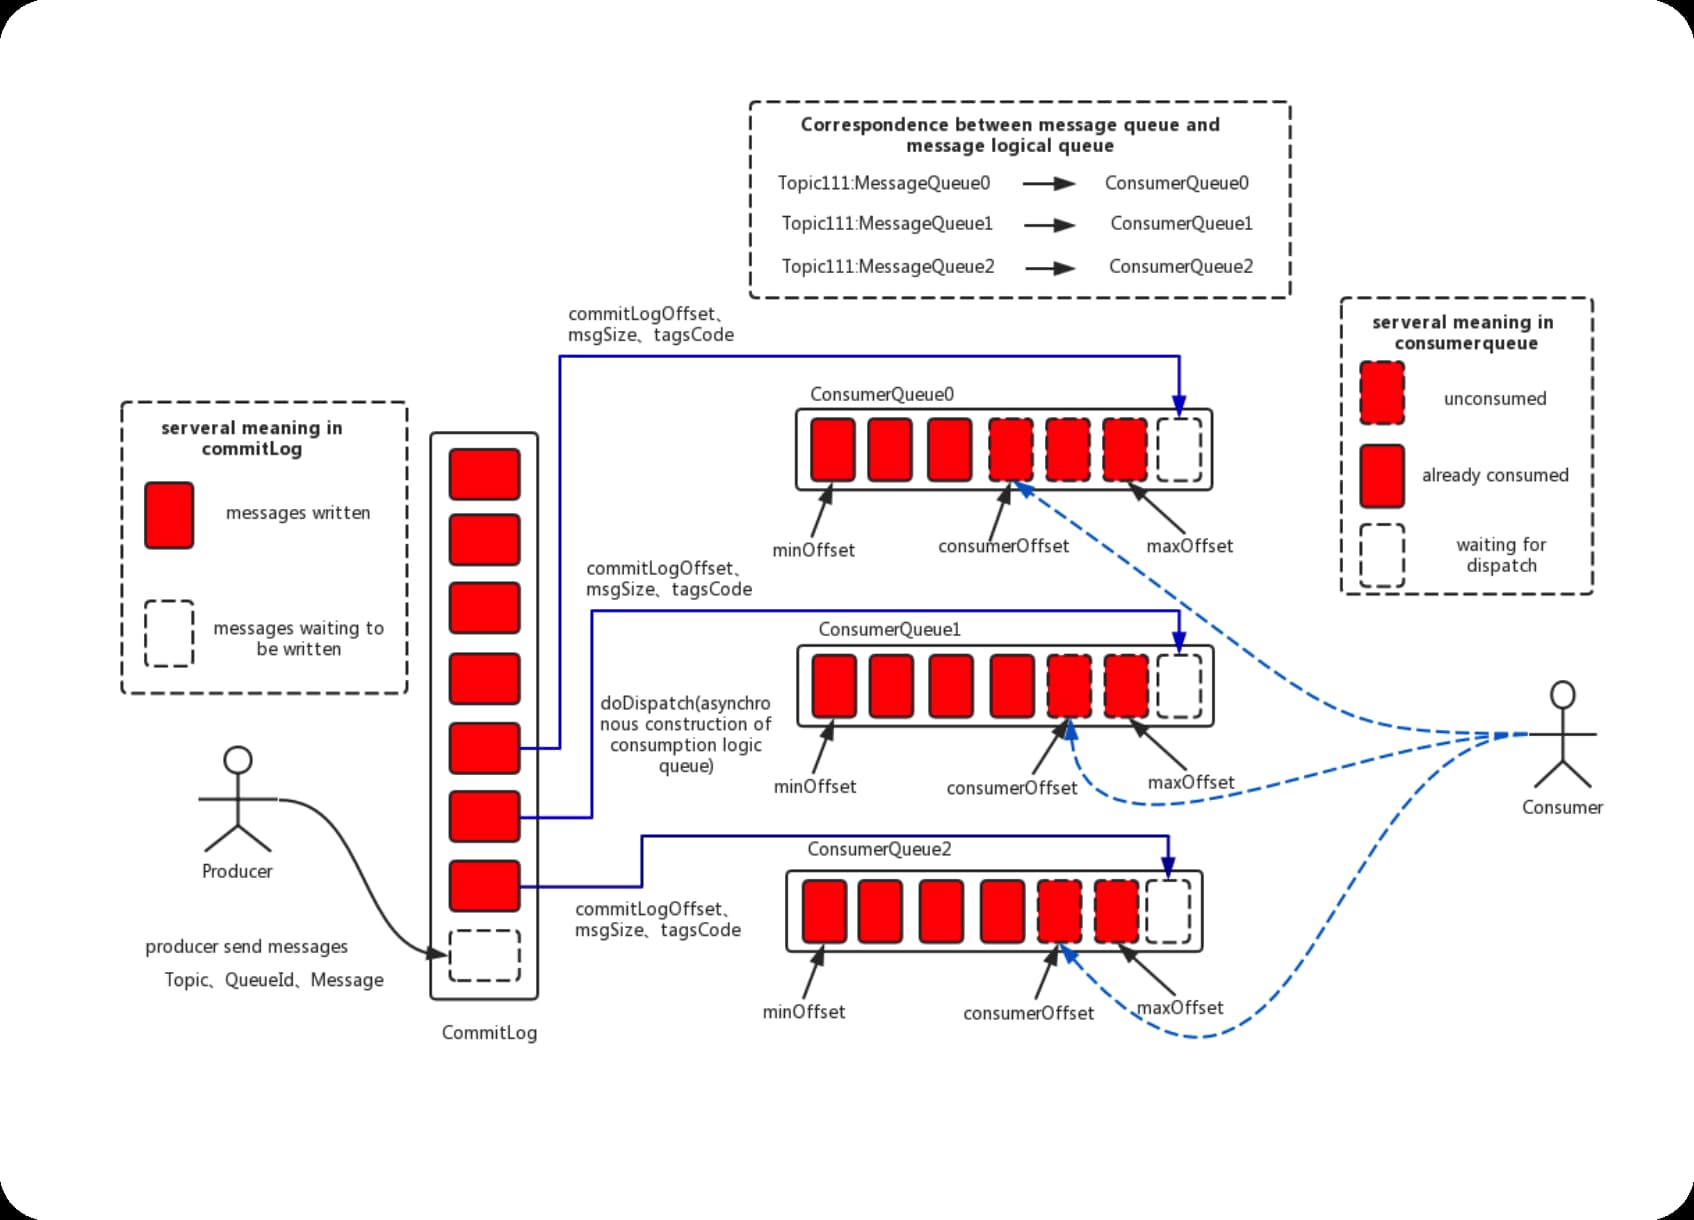 Correspondence between message queue and
message logical queue
Topic111:MessageQueue0
ConsumerQueue0
Topic111:MessageQueue1
ConsumerQueue1
Topic111:MessageQueue2
ConsumerQueue2
serveral meaning in
commitLog
messages written
messages waiting to
be written
Producer
producer send messages
Topic、QueueId、Message
CommitLog
commitLogOffset、
msgSize、tagsCode
commitLogOffset、
msgSize、tagsCode
doDispatch(asynchro
nous construction of
consumption logic
queue)
commitLogOffset、
msgSize、tagsCode
ConsumerQueue0
minOffset
consumerOffset
maxOffset
ConsumerQueue1
minOffset
consumerOffset
maxOffset
ConsumerQueue2
minOffset
consumerOffset
maxOffset
serveral meaning in
consumerqueue
unconsumed
already consumed
waiting for
dispatch
Consumer